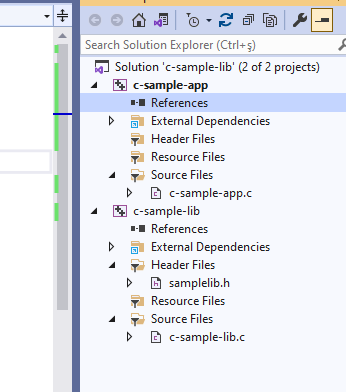 Search Solution Explorer (Ctrl+ş)
Solution 'c-sample-lib' (2 of 2 projects)
c-sample-app
References
External Dependencies
Header Files
Resource Files
Source Files
c-sample-app.c
c-sample-lib
References
External Dependencies
Header Files
samplelib.h
Resource Files
Source Files
c-sample-lib.c